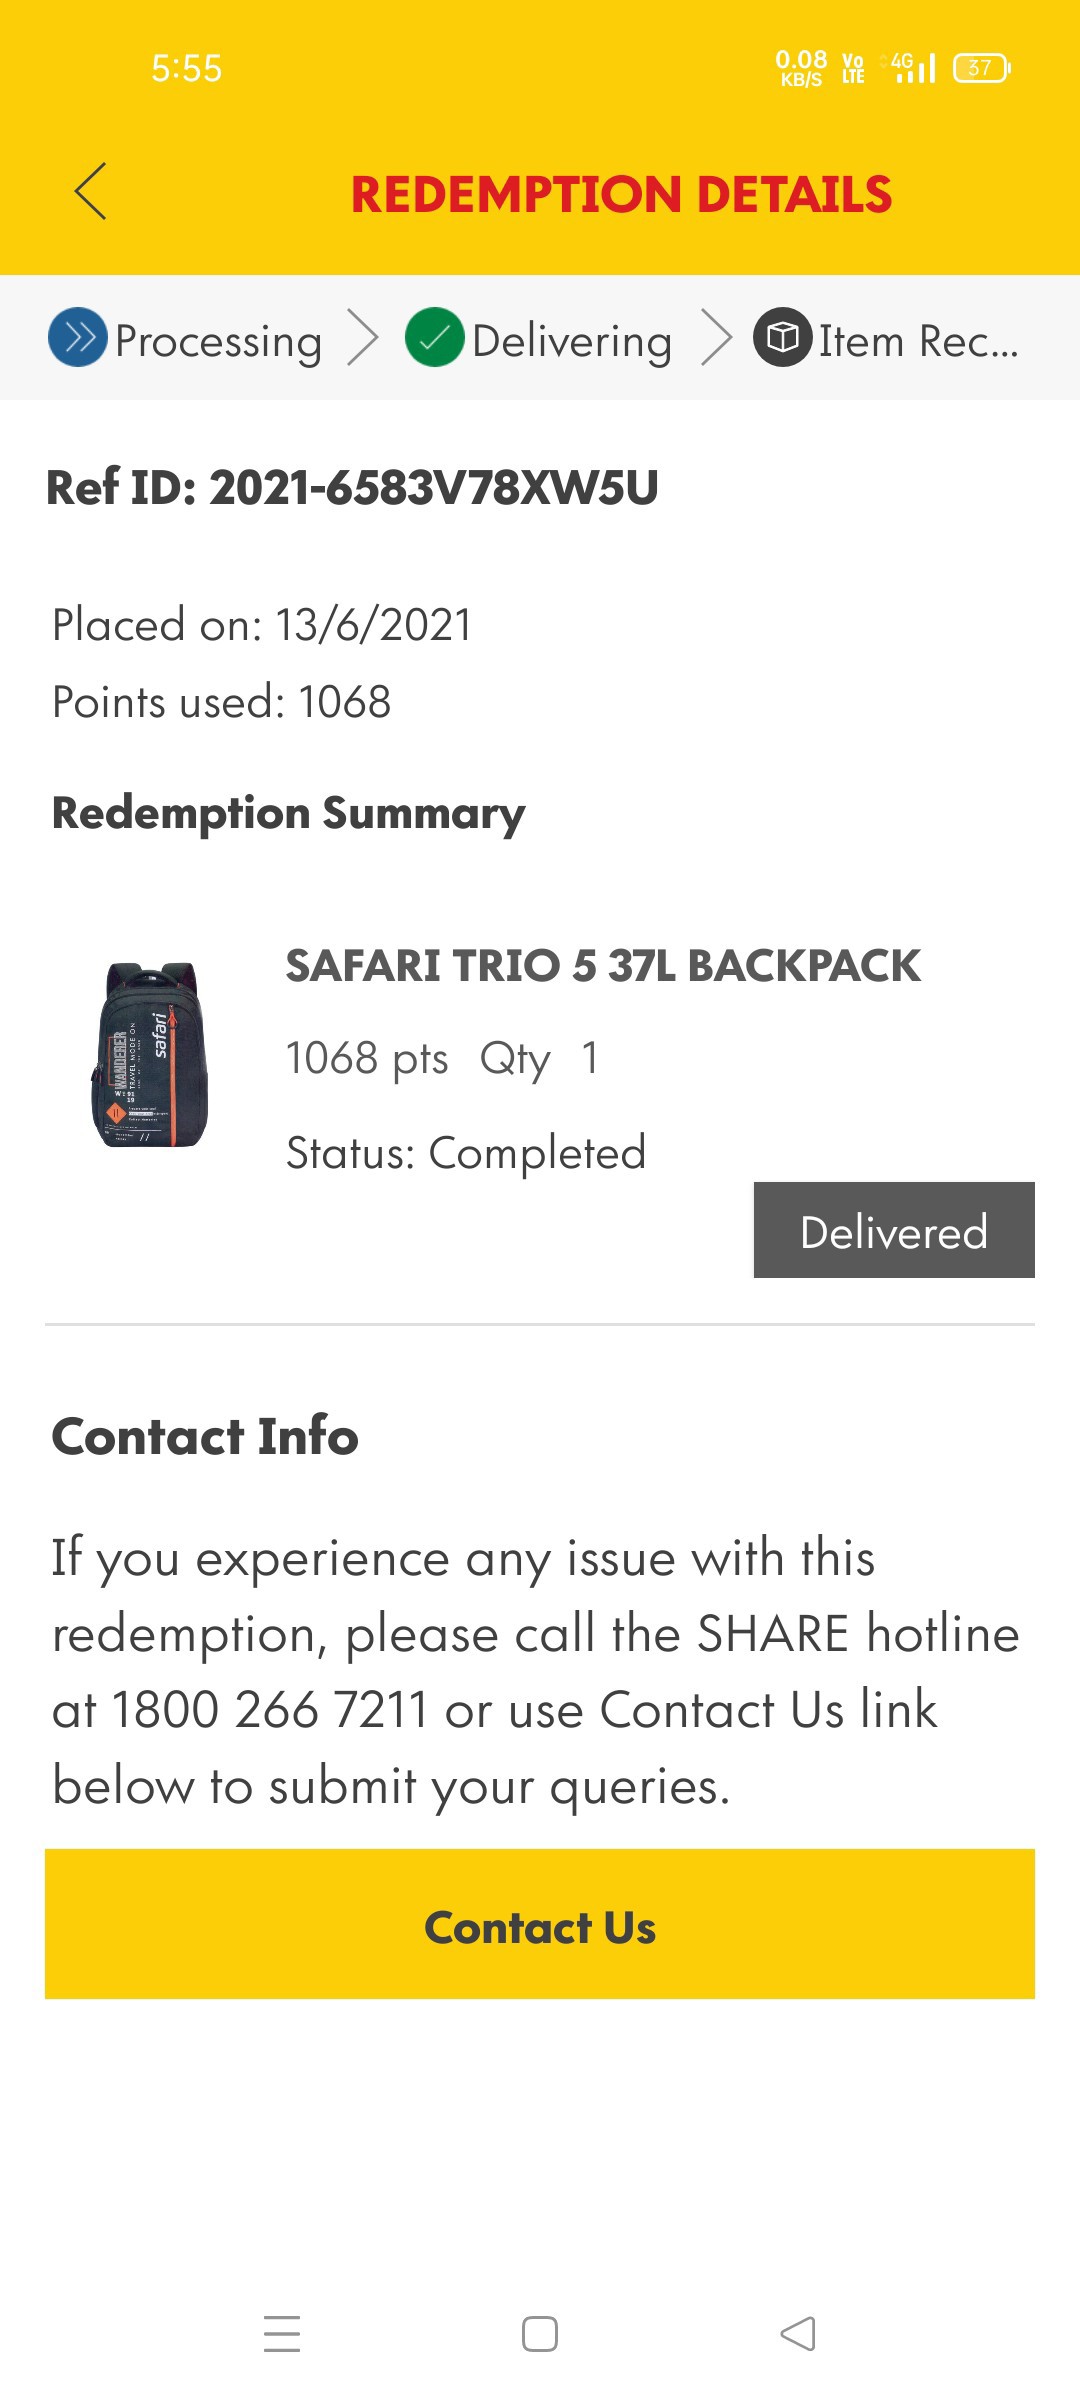 5:55
0.08 KB/S Vo LTE 4G 37
REDEMPTION DETAILS
Processing Delivering Item Rec...
Ref ID: 2021-6583V78XW5U
Placed on: 13/6/2021
Points used: 1068
Redemption Summary
SAFARI TRIO 5 37L BACKPACK
1068 pts Qty 1
Status: Completed
safari
WANDERER
TRAVEL MODE ON
Delivered
Contact Info
If you experience any issue with this
redemption, please call the SHARE hotline
at 1800 266 7211 or use Contact Us link
below to submit your queries.
Contact Us